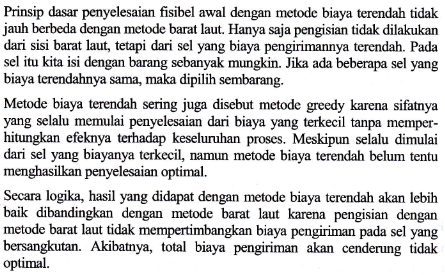 Prinsip dasar penyelesaian fisibel awal dengan metode biaya terendah tidak
jauh berbeda dengan metode barat laut. Hanya saja pengisian tidak dilakukan
dari sisi barat laut, tetapi dari sel yang biaya pengirimannya terendah. Pada
sel itu kita isi dengan barang sebanyak mungkin. Jika ada beberapa sel yang
biaya terendahnya sama, maka dipilih sembarang.
Metode biaya terendah sering juga disebut metode greedy karena sifatnya
yang selalu memulai penyelesaian dari biaya yang terkecil tanpa memper-
hitungkan efeknya terhadap keseluruhan proses. Meskipun selalu dimulai
dari sel yang biayanya terkecil, namun metode biaya terendah belum tentu
menghasilkan penyelesaian optimal.
Secara logika, hasil yang didapat dengan metode biaya terendah akan lebih
baik dibandingkan dengan metode barat laut karena pengisian dengan
metode barat laut tidak mempertimbangkan biaya pengiriman pada sel yang
bersangkutan. Akibatnya, total biaya pengiriman akan cenderung tidak
optimal.